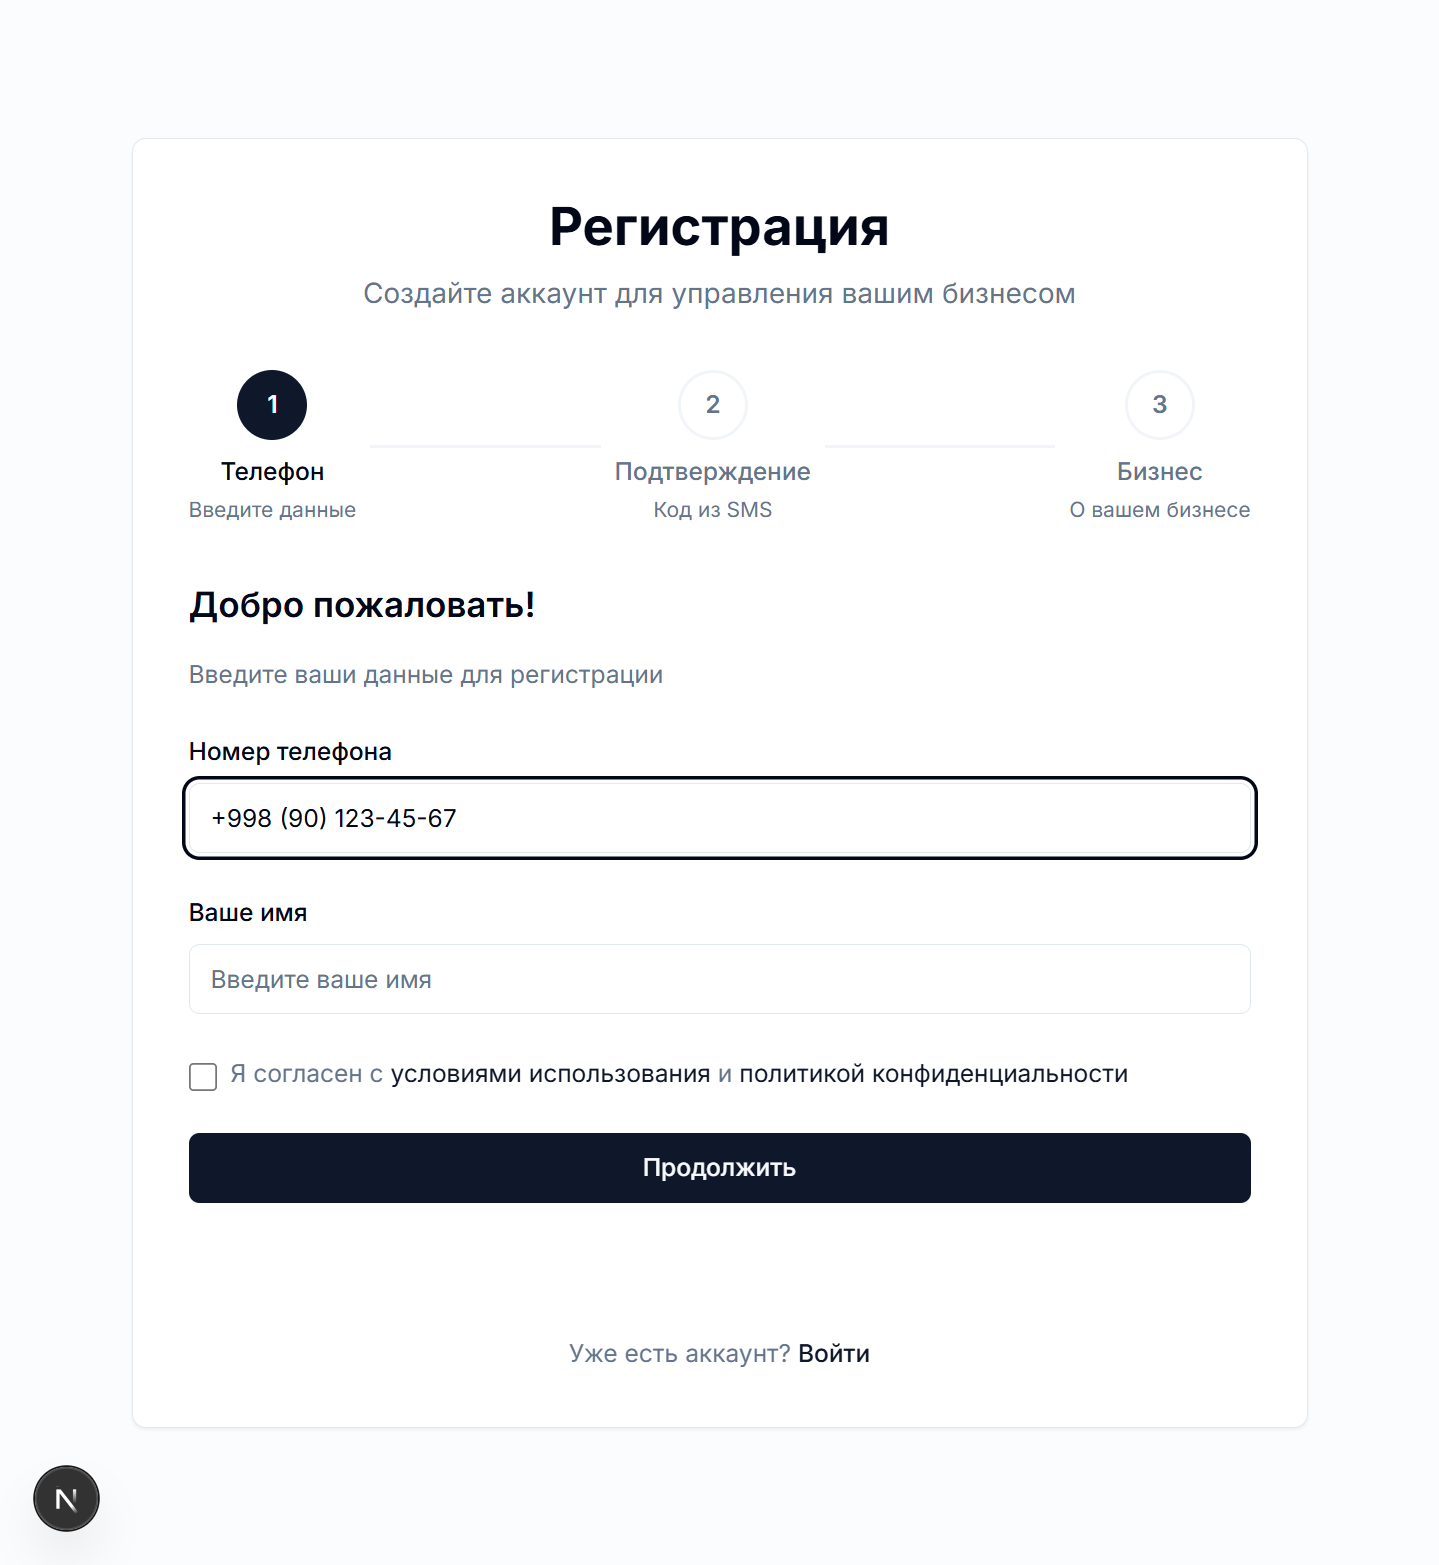 Регистрация
Создайте аккаунт для управления вашим бизнесом
1
2
3
Телефон
Подтверждение
Бизнес
Введите данные
Код из SMS
О вашем бизнесе
Добро пожаловать!
Введите ваши данные для регистрации
Номер телефона
+998 (90) 123-45-67
Ваше имя
Введите ваше имя
Я согласен с условиями использования и политикой конфиденциальности
Продолжить
Уже есть аккаунт? Войти
N